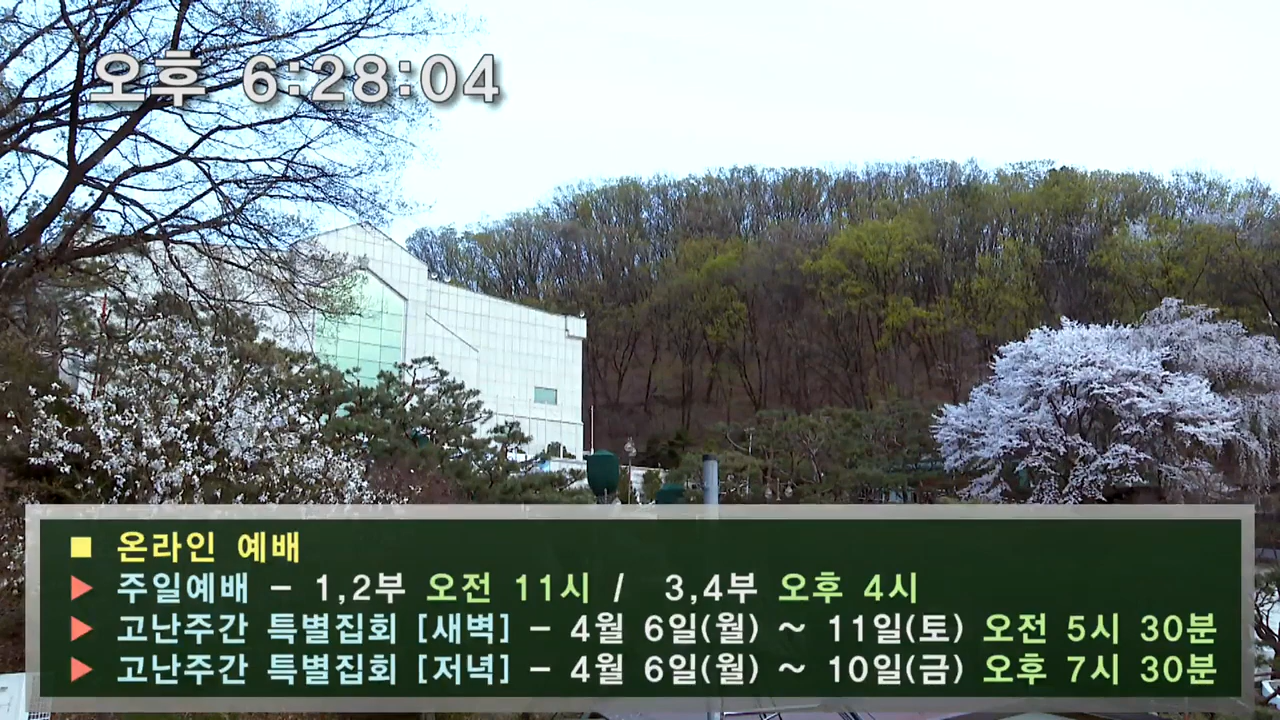 오후 6:28:04
■ 온라인 예배
▶ 주일예배 - 1,2부 오전 11시 / 3,4부 오후 4시
▶ 고난주간 특별집회 [새벽] - 4월 6일(월) ~ 11일(토) 오전 5시 30분
▶ 고난주간 특별집회 [저녁] - 4월 6일(월) ~ 10일(금) 오후 7시 30분